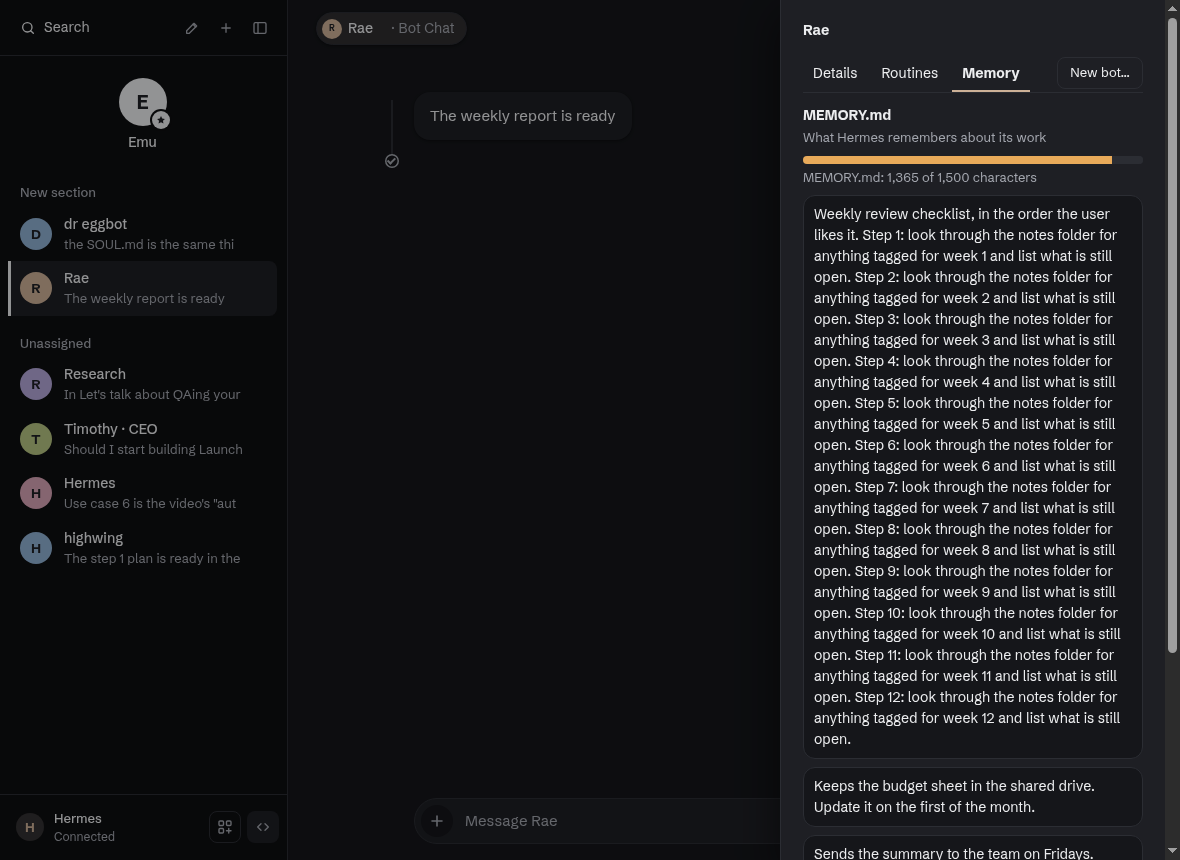 Search
E
Emu
New section
D
dr eggbot
the SOUL.md is the same thi
R
Rae
The weekly report is ready
Unassigned
R
Research
In Let's talk about QAing your
T
Timothy · CEO
Should I start building Launch
H
Hermes
Use case 6 is the video's "aut
H
highwing
The step 1 plan is ready in the
H
Hermes
Connected
R
Rae · Bot Chat
The weekly report is ready
Message Rae
Rae
Details Routines Memory New bot...
MEMORY.md
What Hermes remembers about its work
MEMORY.md: 1,365 of 1,500 characters
Weekly review checklist, in the order the user
likes it. Step 1: look through the notes folder for
anything tagged for week 1 and list what is still
open. Step 2: look through the notes folder for
anything tagged for week 2 and list what is still
open. Step 3: look through the notes folder for
anything tagged for week 3 and list what is still
open. Step 4: look through the notes folder for
anything tagged for week 4 and list what is still
open. Step 5: look through the notes folder for
anything tagged for week 5 and list what is still
open. Step 6: look through the notes folder for
anything tagged for week 6 and list what is still
open. Step 7: look through the notes folder for
anything tagged for week 7 and list what is still
open. Step 8: look through the notes folder for
anything tagged for week 8 and list what is still
open. Step 9: look through the notes folder for
anything tagged for week 9 and list what is still
open. Step 10: look through the notes folder for
anything tagged for week 10 and list what is still
open. Step 11: look through the notes folder for
anything tagged for week 11 and list what is still
open. Step 12: look through the notes folder for
anything tagged for week 12 and list what is still
open.
Keeps the budget sheet in the shared drive.
Update it on the first of the month.
Sends the summary to the team on Fridays.